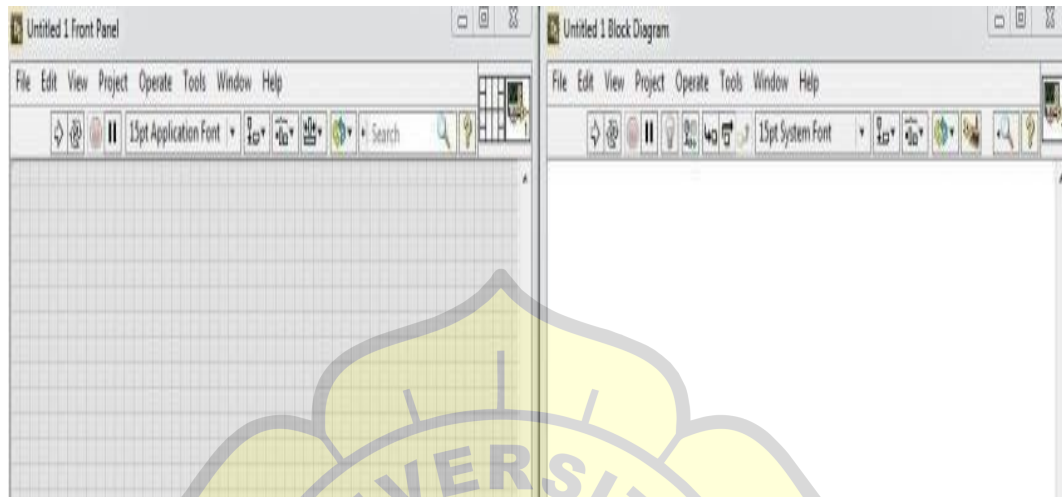 Untitled 1 Front Panel
File Edit View Project Operate Tools Window Help
15pt Application Font
Search
Untitled 1 Block Diagram
File Edit View Project Operate Tools Window Help
15pt System Font
VERSI